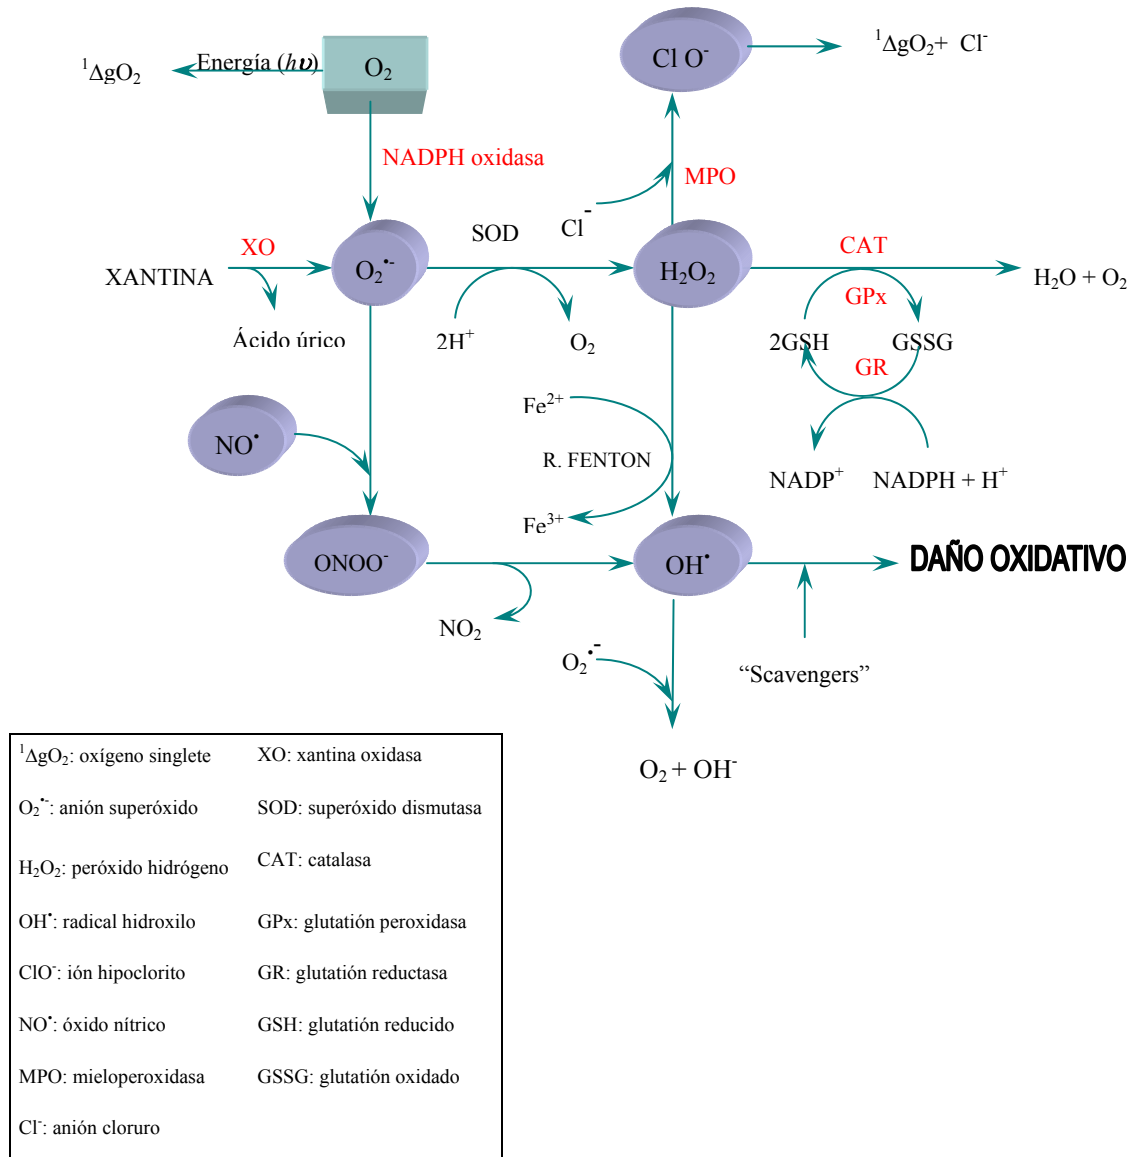 ¹ΔgO₂
Energía (hυ)
O₂
Cl O⁻
¹ΔgO₂+ Cl⁻
NADPH oxidasa
MPO
Cl⁻
XANTINA
XO
O₂•⁻
SOD
H₂O₂
CAT
GPx
H₂O + O₂
Ácido úrico
2H⁺
O₂
2GSH
GSSG
GR
Fe²⁺
NO•
R. FENTON
NADP⁺
NADPH + H⁺
Fe³⁺
ONOO⁻
OH•
DAÑO OXIDATIVO
NO₂
O₂•⁻
“Scavengers”
O₂ + OH⁻
¹ΔgO₂: oxígeno singlete XO: xantina oxidasa
O₂•⁻: anión superóxido SOD: superóxido dismutasa
H₂O₂: peróxido hidrógeno CAT: catalasa
OH•: radical hidroxilo GPx: glutatión peroxidasa
ClO⁻: ión hipoclorito GR: glutatión reductasa
NO•: óxido nítrico GSH: glutatión reducido
MPO: mieloperoxidasa GSSG: glutatión oxidado
Cl⁻: anión cloruro